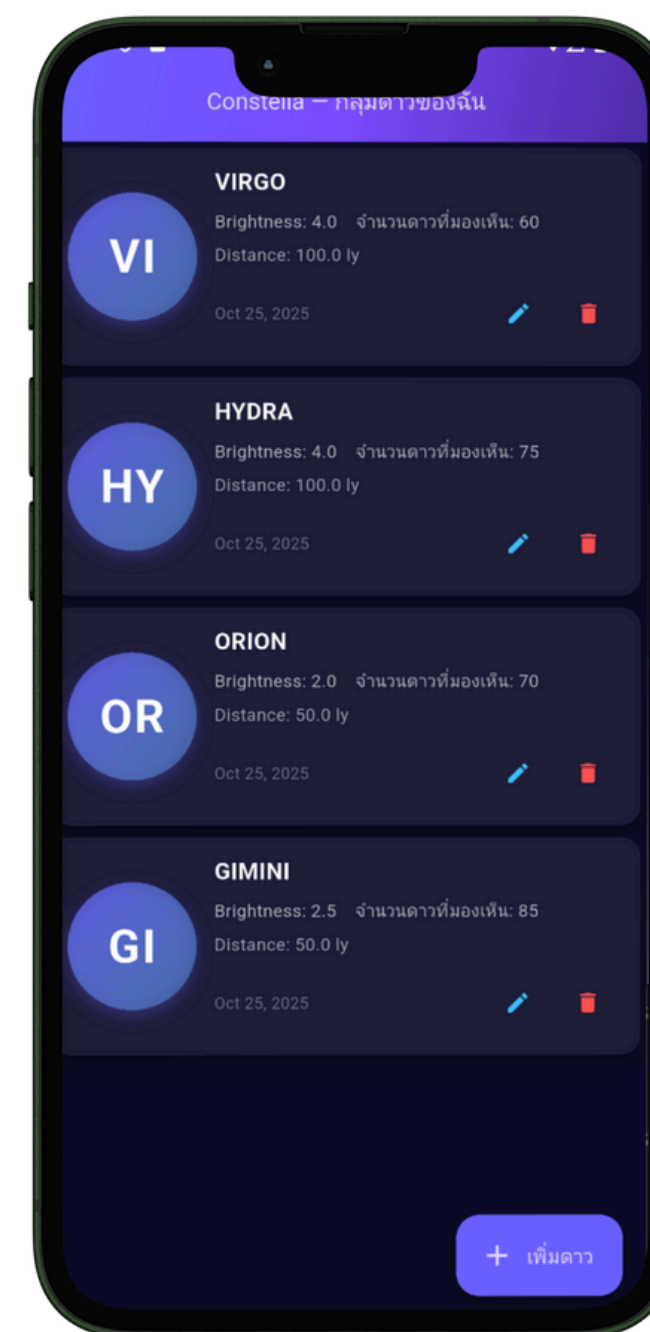 Constella — กลุ่มดาวของฉัน
VIRGO
VI
Brightness: 4.0 จำนวนดาวที่มองเห็น: 60
Distance: 100.0 ly
Oct 25, 2025
HYDRA
HY
Brightness: 4.0 จำนวนดาวที่มองเห็น: 75
Distance: 100.0 ly
Oct 25, 2025
ORION
OR
Brightness: 2.0 จำนวนดาวที่มองเห็น: 70
Distance: 50.0 ly
Oct 25, 2025
GIMINI
GI
Brightness: 2.5 จำนวนดาวที่มองเห็น: 85
Distance: 50.0 ly
Oct 25, 2025
+ เพิ่มดาว